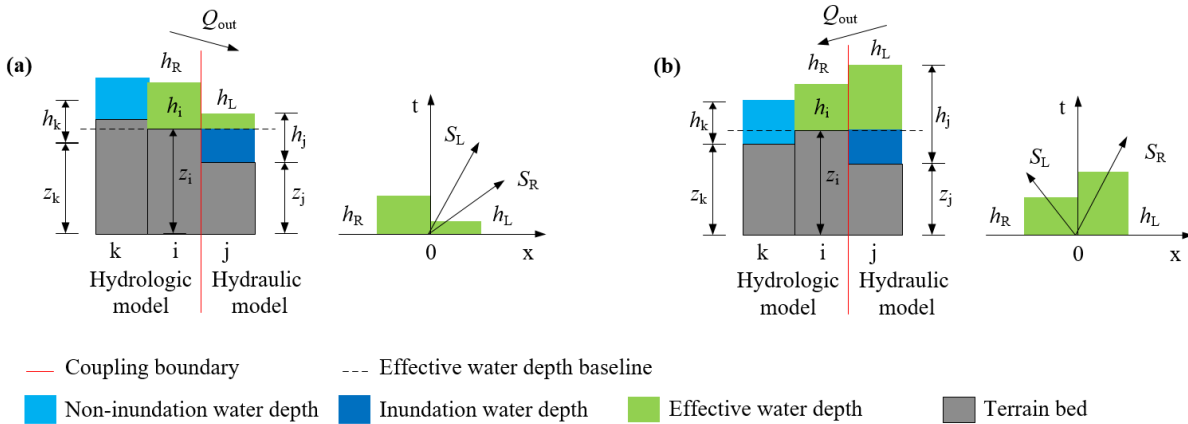 (a)
Q_out
h_R
h_L
h_i
h_k
h_j
z_k
z_i
z_j
k i j
Hydrologic model
Hydraulic model
t
S_L
S_R
h_R
h_L
0
x
(b)
Q_out
h_L
h_R
h_i
h_k
h_j
z_k
z_i
z_j
k i j
Hydrologic model
Hydraulic model
t
S_L
S_R
h_R
h_L
0
x
Coupling boundary
Effective water depth baseline
Non-inundation water depth
Inundation water depth
Effective water depth
Terrain bed